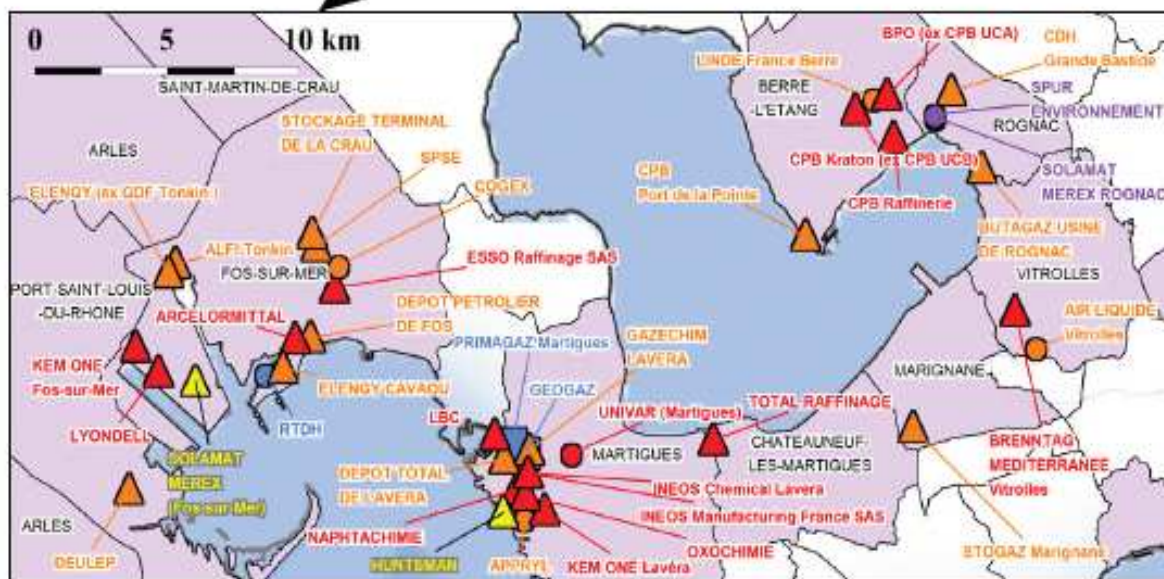 0 5 10 km
SAINT-MARTIN-DE-CRAU
ARLES
STOCKAGE TERMINAL
DE LA CRAU
SPSE
COGEX
ELENGY (ex GDF Tonkin )
ALFI Tonkin
FOS-SUR-MER
ESSO Raffinage SAS
PORT-SAINT-LOUIS
-DU-RHONE
ARCELORMITTAL
DEPOT PETROLIER
DE FOS
PRIMAGAZ Martigues
GAZECHIM
LAVERA
KEM ONE
Fos-sur-Mer
ELENGY CAVAOU
GEOGAZ
LYONDELL
RTDH
LBC
UNIVAR (Martigues)
TOTAL RAFFINAGE
SOLAMAT
MEREX
(Fos-sur-Mer)
DEPOT TOTAL
DE LAVERA
MARTIGUES
CHATEAUNEUF-
LES-MARTIGUES
INEOS Chemical Lavera
INEOS Manufacturing France SAS
ARLES
DEULEP
NAPHTACHIMIE
OXOCHIMIE
HUNTSMAN
APPRYL
KEM ONE Lavéra
BPO (ex CPB UCA)
LINDE France Berre
CDH
Grande Bastide
BERRE
-L'ETANG
SPUR
ENVIRONNEMENT
ROGNAC
CPB Kraton (ex CPB UCB)
SOLAMAT
MEREX ROGNAC
CPB
Port de la Pointe
CPB Raffinerie
BUTAGAZ USINE
DE ROGNAC
VITROLLES
AIR LIQUIDE
Vitrolles
MARIGNANE
BRENNTAG
MEDITERRANEE
Vitrolles
STOGAZ Marignane